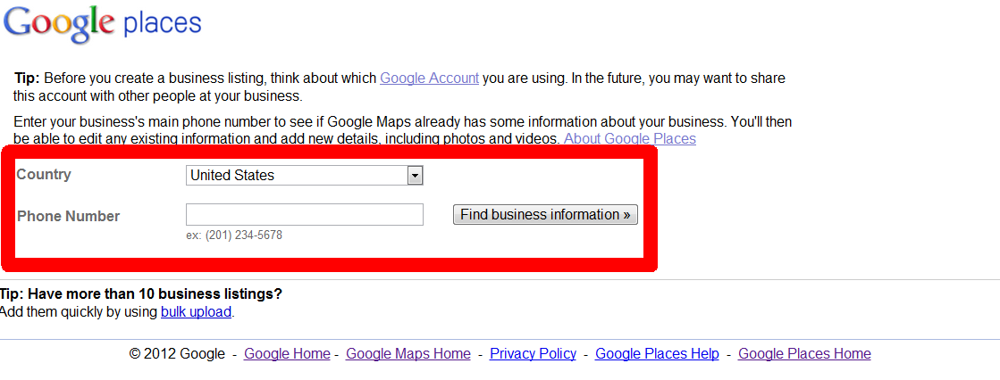 Google places
Tip: Before you create a business listing, think about which Google Account you are using. In the future, you may want to share
this account with other people at your business.
Enter your business's main phone number to see if Google Maps already has some information about your business. You'll then
be able to edit any existing information and add new details, including photos and videos. About Google Places
Country United States
Phone Number Find business information »
ex: (201) 234-5678
Tip: Have more than 10 business listings?
Add them quickly by using bulk upload.
© 2012 Google - Google Home - Google Maps Home - Privacy Policy - Google Places Help - Google Places Home